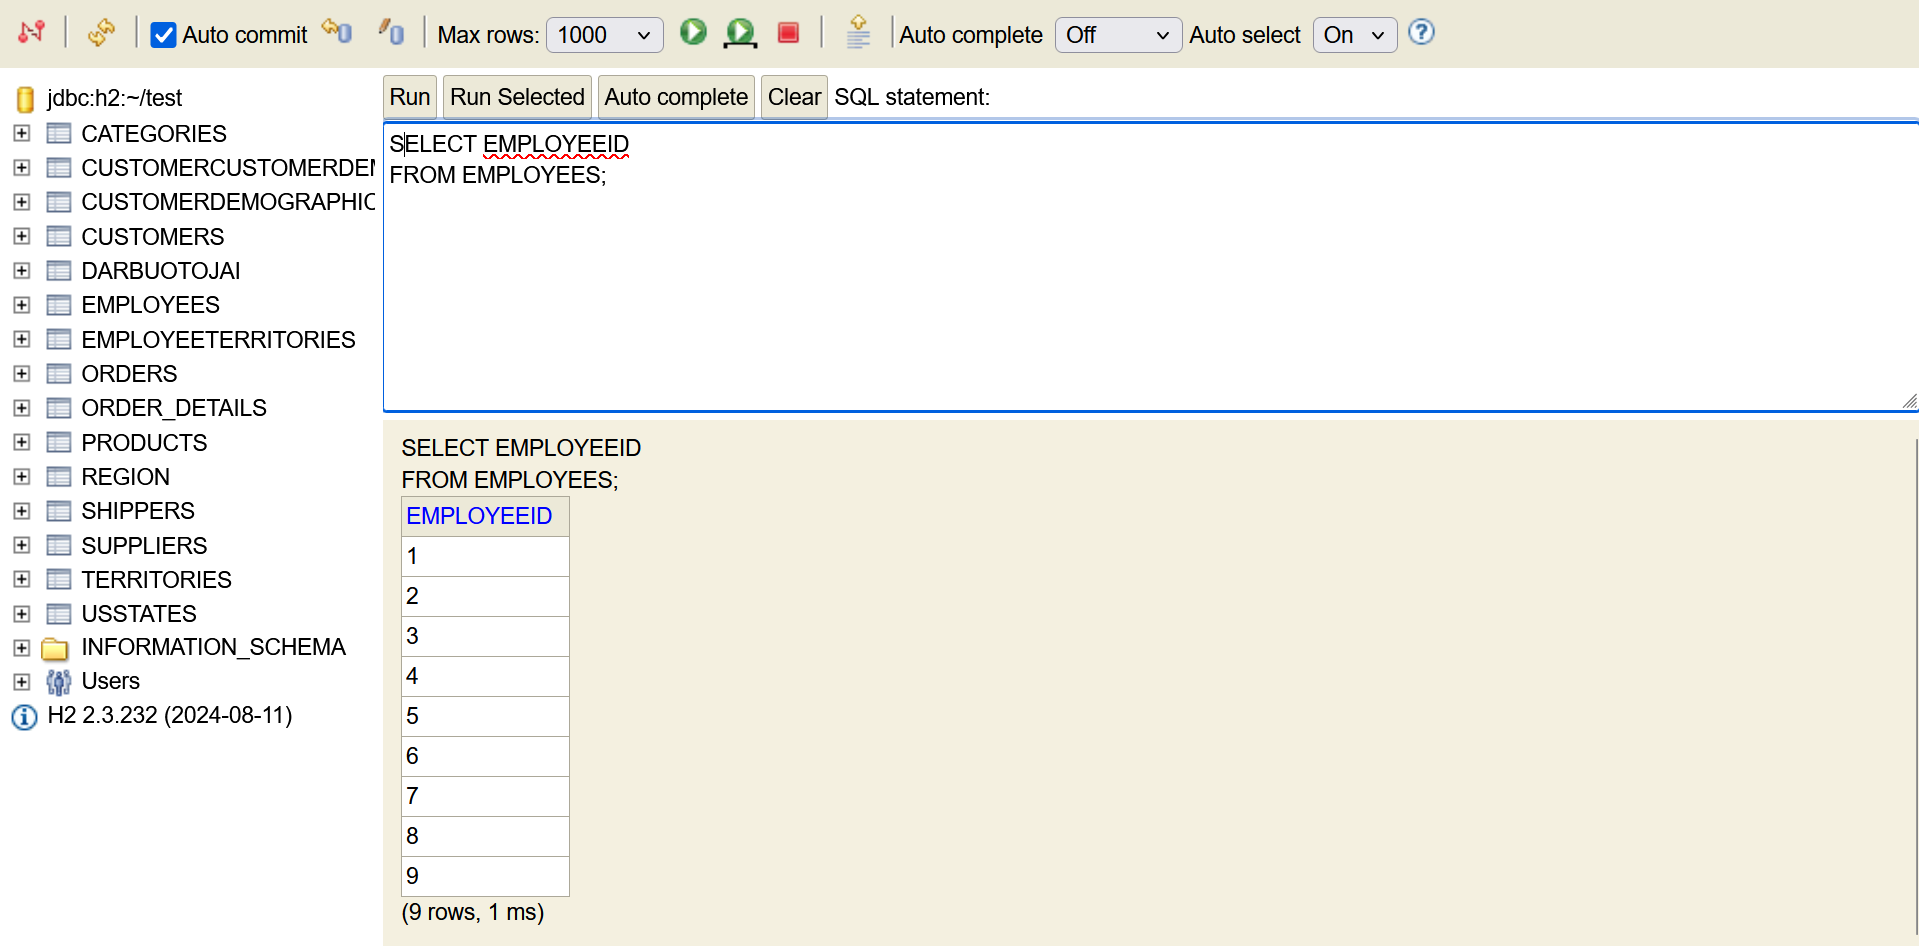 Auto commit Max rows: 1000 Auto complete Off Auto select On
jdbc:h2:~/test
CATEGORIES
CUSTOMERCUSTOMERDE
CUSTOMERDEMOGRAPHIC
CUSTOMERS
DARBUOTOJAI
EMPLOYEES
EMPLOYEETERRITORIES
ORDERS
ORDER_DETAILS
PRODUCTS
REGION
SHIPPERS
SUPPLIERS
TERRITORIES
USSTATES
INFORMATION_SCHEMA
Users
H2 2.3.232 (2024-08-11)
Run Run Selected Auto complete Clear SQL statement:
SELECT EMPLOYEEID
FROM EMPLOYEES;
SELECT EMPLOYEEID
FROM EMPLOYEES;
EMPLOYEEID
1
2
3
4
5
6
7
8
9
(9 rows, 1 ms)